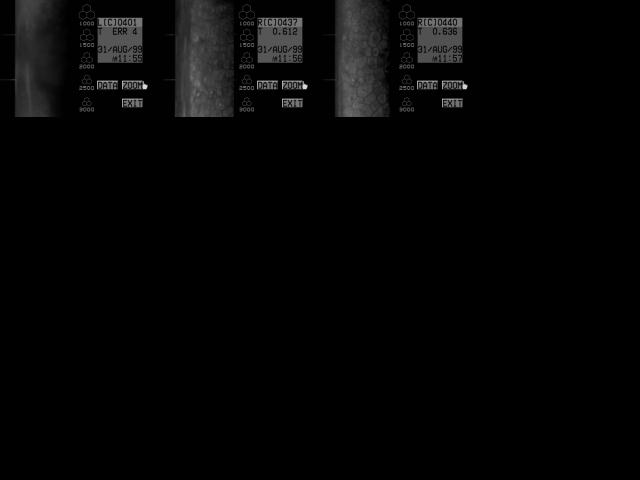 L(C)0401
T ERR 4
31/AUG/99
11:55
1000
1500
2000
2500
3000
DATA ZOOM
EXIT
R(C)0437
T 0.612
31/AUG/99
11:56
1000
1500
2000
2500
3000
DATA ZOOM
EXIT
R(C)0440
T 0.636
31/AUG/99
11:57
1000
1500
2000
2500
3000
DATA ZOOM
EXIT